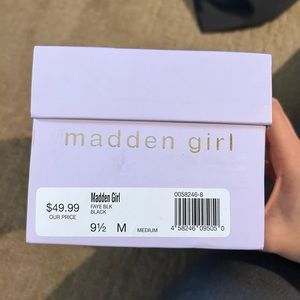 madden girl
$49.99
OUR PRICE
Madden Girl
FAYE BLK
BLACK
9½ M MEDIUM
0058246-8
4 58246 09505 0